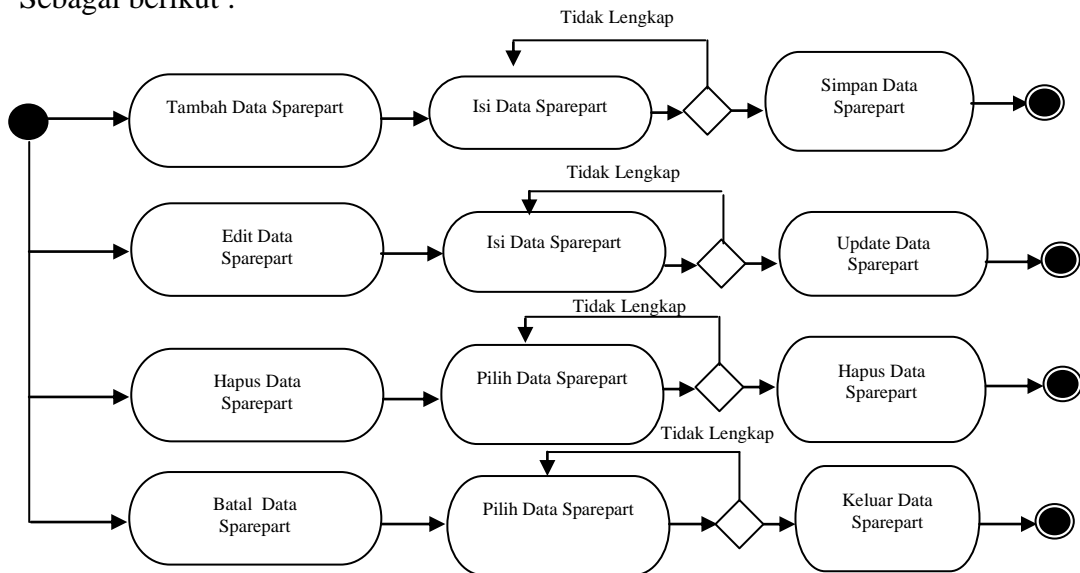 Sebagai berikut :
Tidak Lengkap
Tambah Data Sparepart
Isi Data Sparepart
Simpan Data
Sparepart
Tidak Lengkap
Edit Data
Sparepart
Isi Data Sparepart
Update Data
Sparepart
Tidak Lengkap
Hapus Data
Sparepart
Pilih Data Sparepart
Hapus Data
Sparepart
Tidak Lengkap
Batal Data
Sparepart
Pilih Data Sparepart
Keluar Data
Sparepart